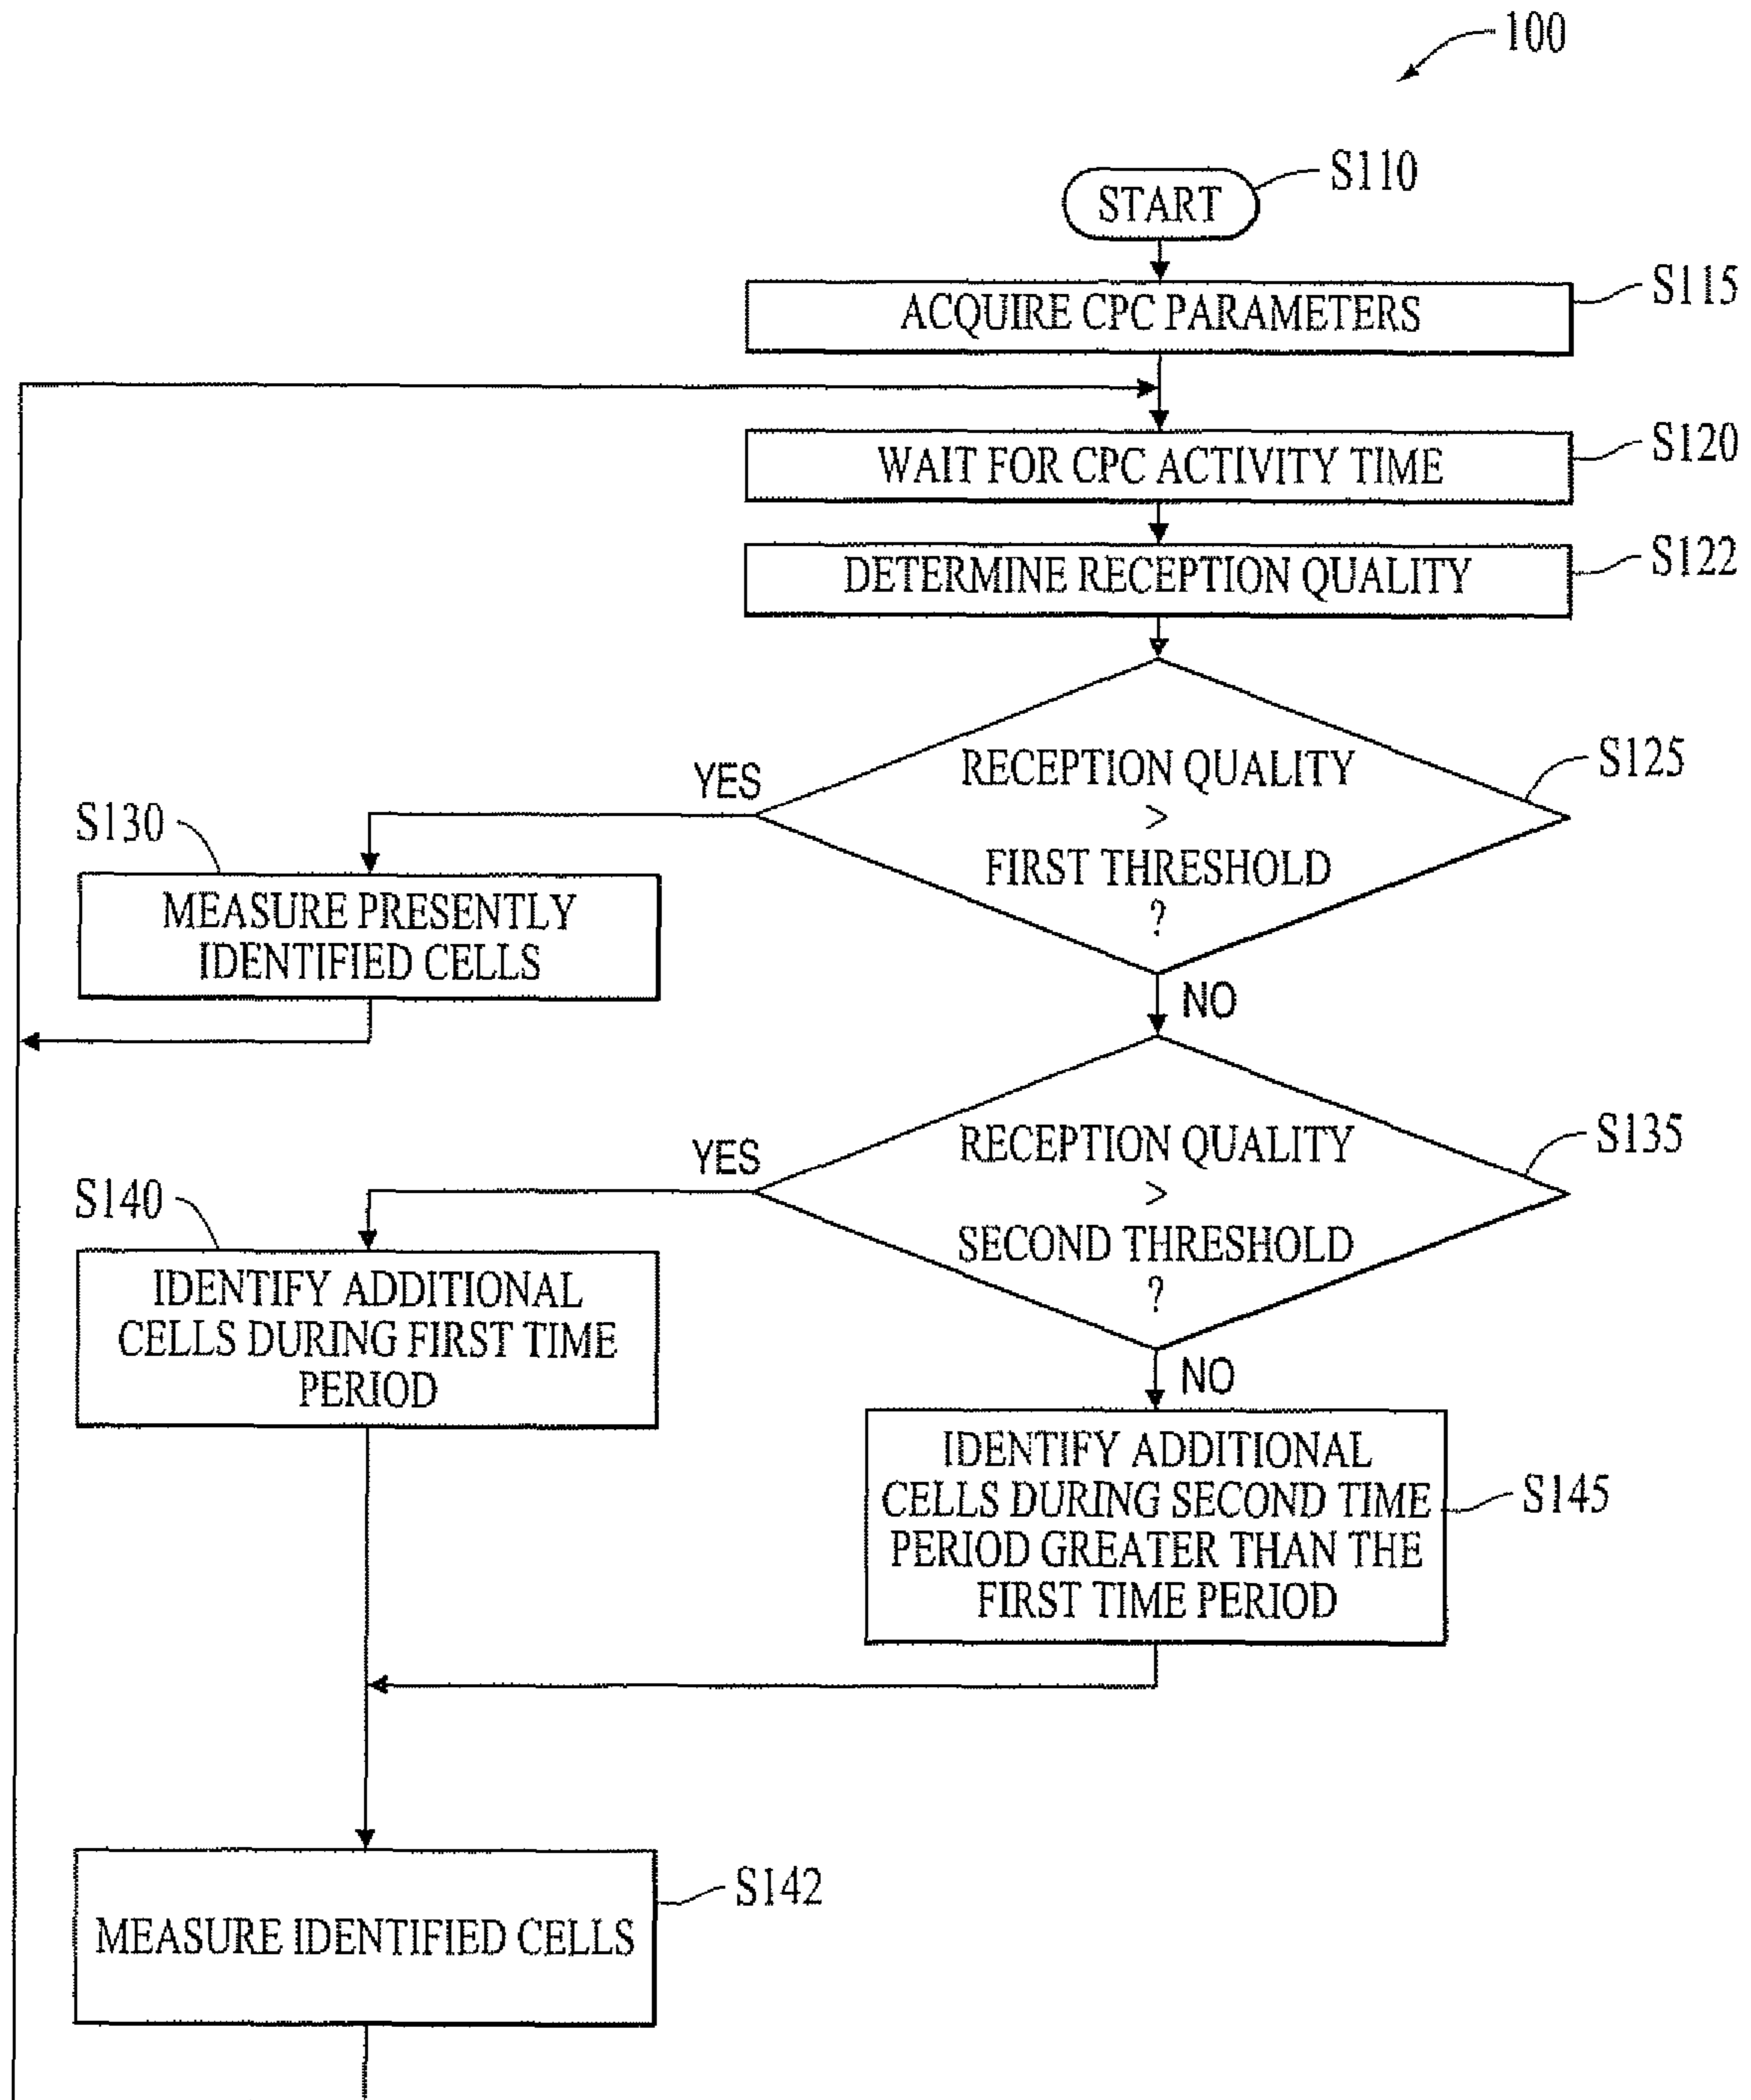 100
S110
START
S115
ACQUIRE CPC PARAMETERS
S120
WAIT FOR CPC ACTIVITY TIME
S122
DETERMINE RECEPTION QUALITY
S125
RECEPTION QUALITY
>
FIRST THRESHOLD
?
YES
NO
S130
MEASURE PRESENTLY
IDENTIFIED CELLS
S135
RECEPTION QUALITY
>
SECOND THRESHOLD
?
YES
NO
S140
IDENTIFY ADDITIONAL
CELLS DURING FIRST TIME
PERIOD
IDENTIFY ADDITIONAL
CELLS DURING SECOND TIME
PERIOD GREATER THAN THE
FIRST TIME PERIOD
S145
S142
MEASURE IDENTIFIED CELLS